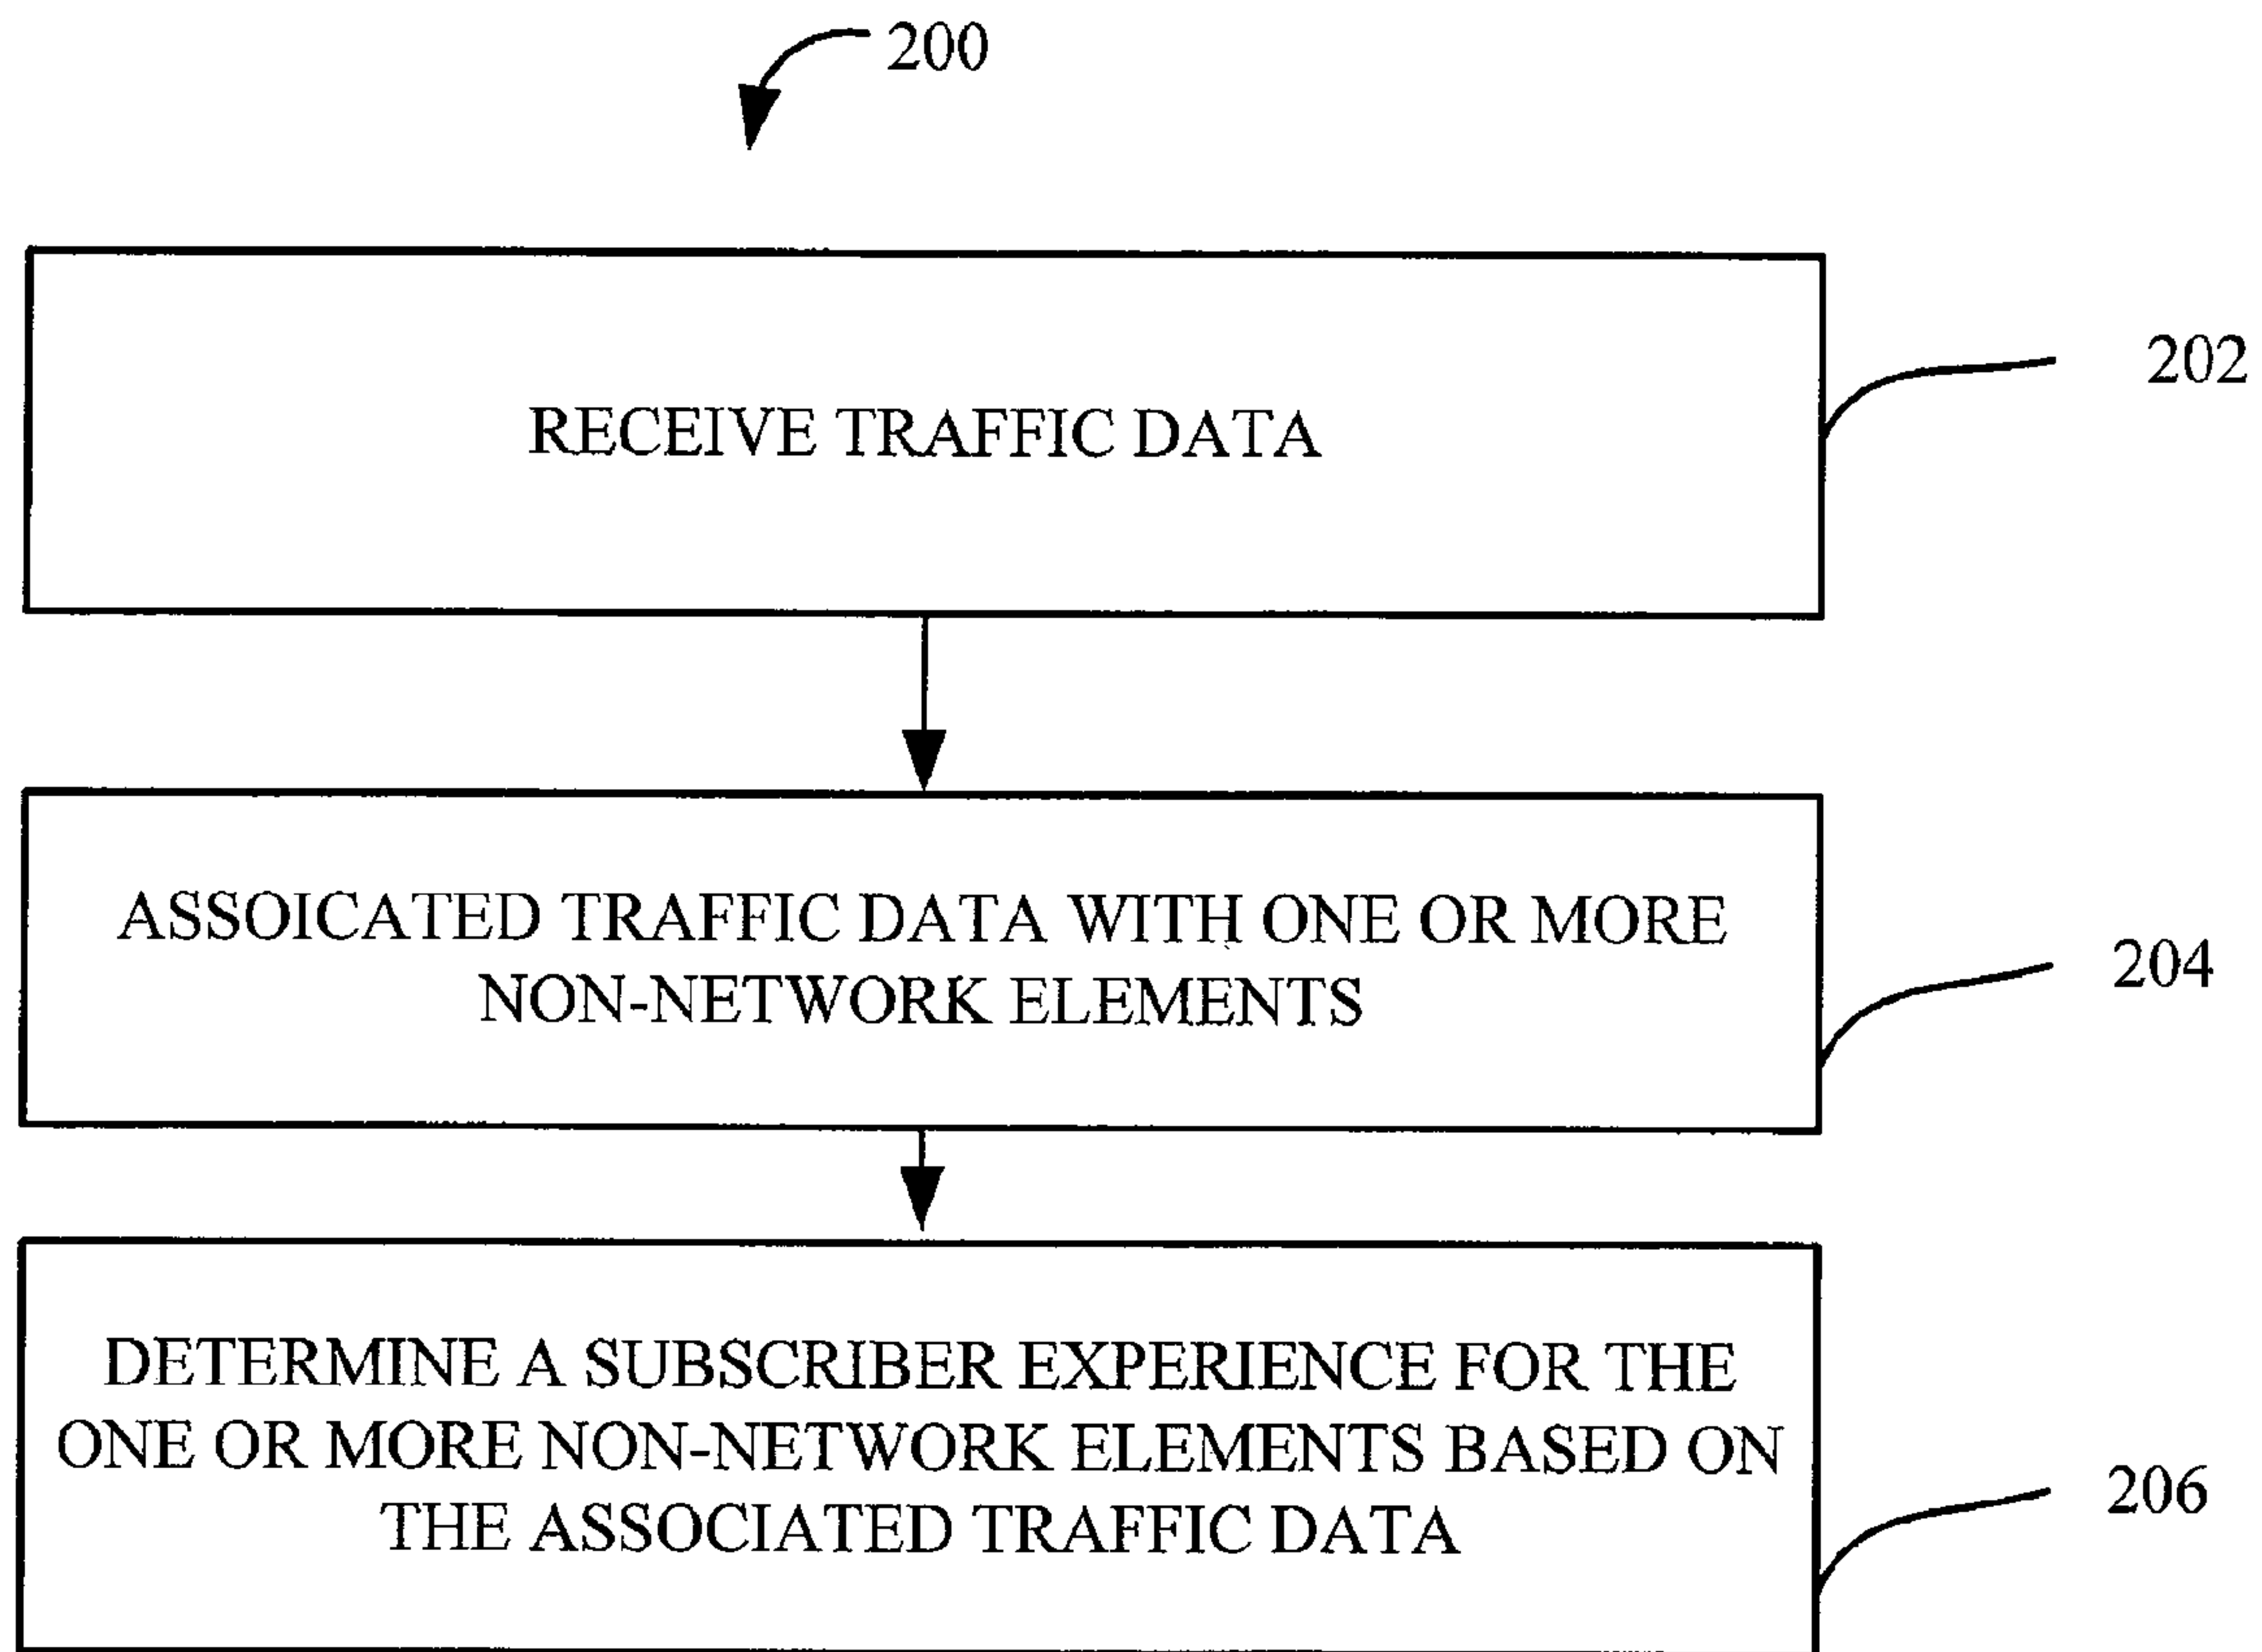 200
RECEIVE TRAFFIC DATA
202
ASSOICATED TRAFFIC DATA WITH ONE OR MORE
NON-NETWORK ELEMENTS
204
DETERMINE A SUBSCRIBER EXPERIENCE FOR THE
ONE OR MORE NON-NETWORK ELEMENTS BASED ON
THE ASSOCIATED TRAFFIC DATA
206